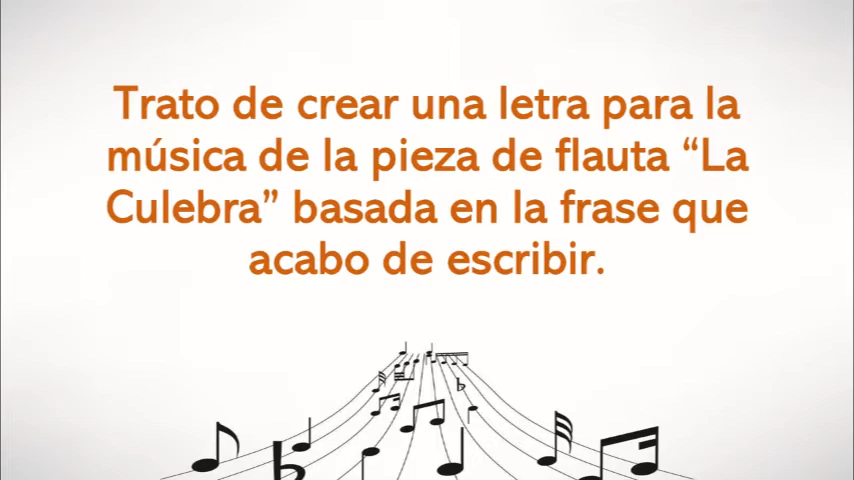 Trato de crear una letra para la
música de la pieza de flauta “La
Culebra” basada en la frase que
acabo de escribir.